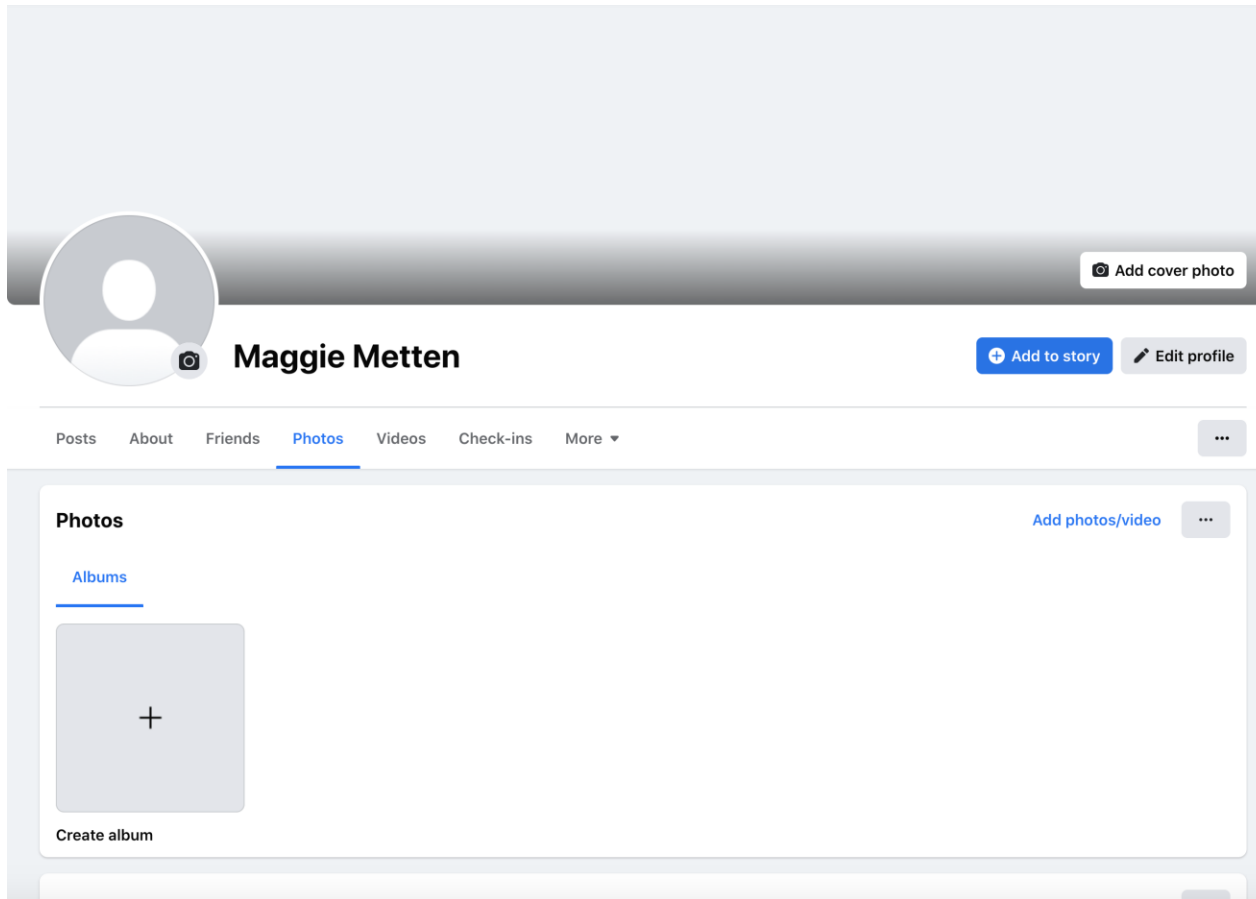 Add cover photo
Maggie Metten
Add to story
Edit profile
Posts About Friends Photos Videos Check-ins More
Photos
Add photos/video
Albums
Create album